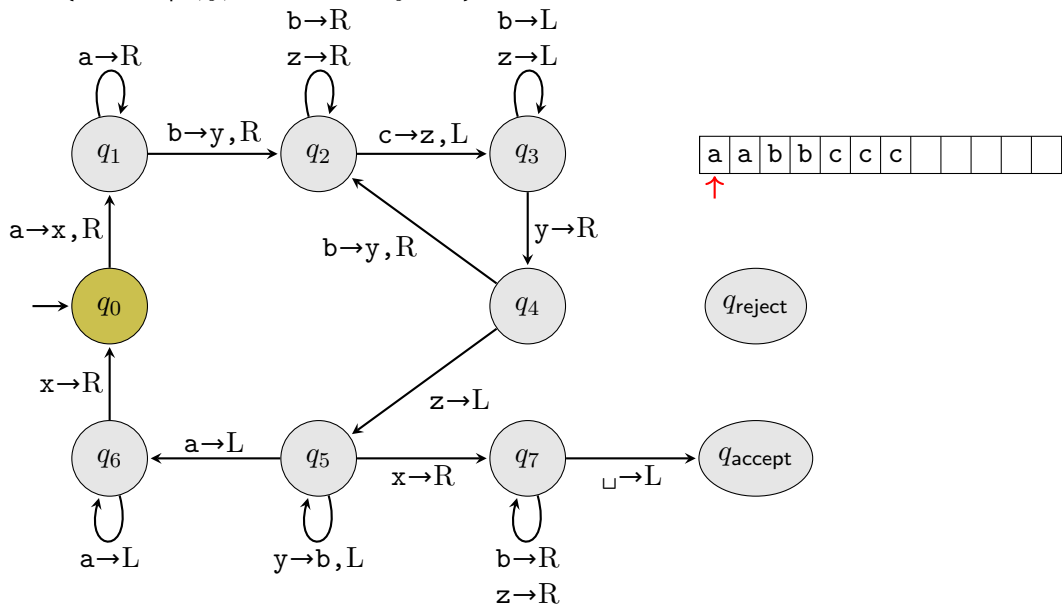 b→R
b→L
a→R
z→R
z→L
q1
b→y,R
q2
c→z,L
q3
a a b b c c c
a→x,R
b→y,R
y→R
q0
q4
qreject
x→R
z→L
q6
a→L
q5
x→R
q7
␣→L
qaccept
a→L
y→b,L
b→R
z→R